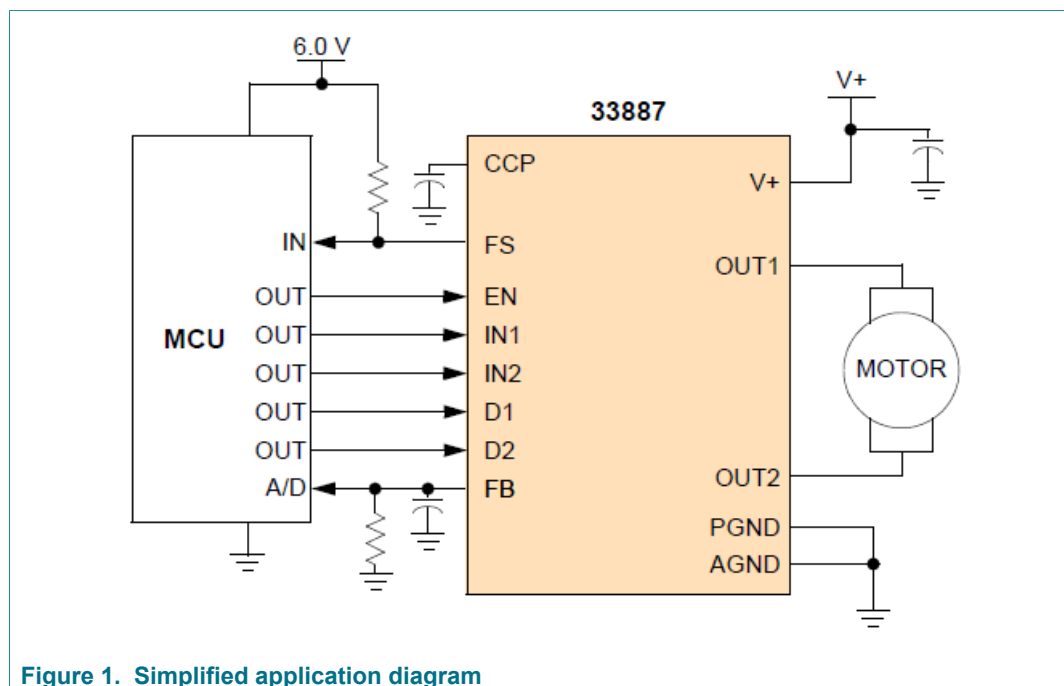 6.0 V
V+
33887
CCP
V+
IN
FS
OUT1
OUT
EN
MCU
OUT
IN1
OUT
IN2
MOTOR
OUT
D1
OUT
D2
A/D
FB
OUT2
PGND
AGND
Figure 1. Simplified application diagram